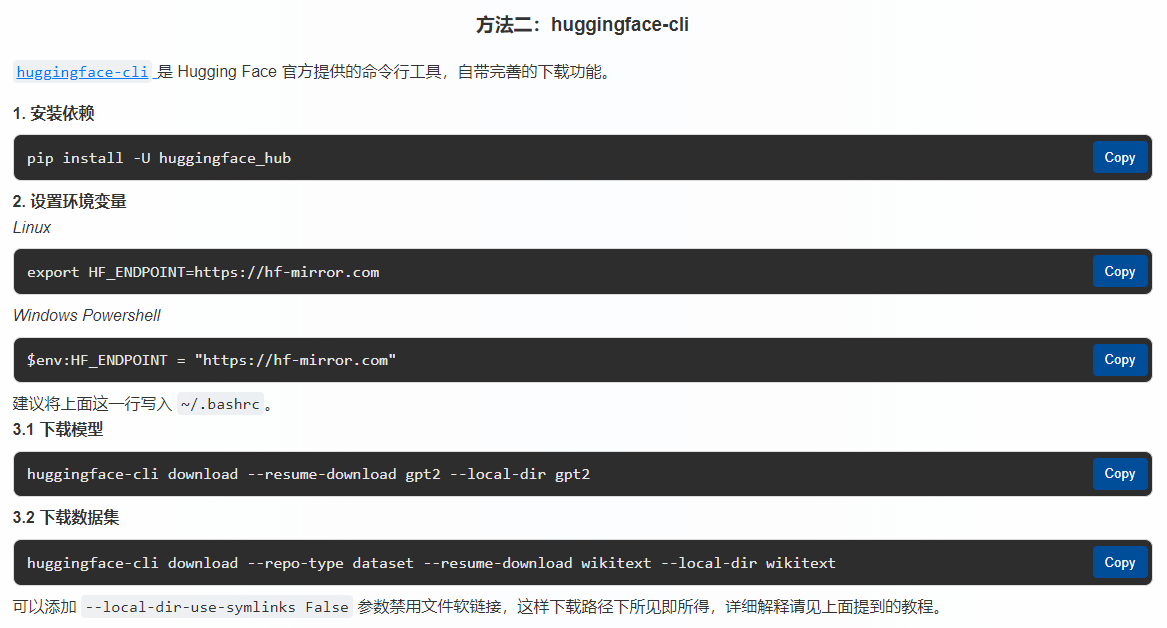 方法二：huggingface-cli
huggingface-cli 是 Hugging Face 官方提供的命令行工具，自带完善的下载功能。
1. 安装依赖
pip install -U huggingface_hub
Copy
2. 设置环境变量
Linux
export HF_ENDPOINT=https://hf-mirror.com
Copy
Windows Powershell
$env:HF_ENDPOINT = "https://hf-mirror.com"
Copy
建议将上面这一行写入 ~/.bashrc。
3.1 下载模型
huggingface-cli download --resume-download gpt2 --local-dir gpt2
Copy
3.2 下载数据集
huggingface-cli download --repo-type dataset --resume-download wikitext --local-dir wikitext
Copy
可以添加 --local-dir-use-symlinks False 参数禁用文件软链接，这样下载路径下所见即所得，详细解释请见上面提到的教程。